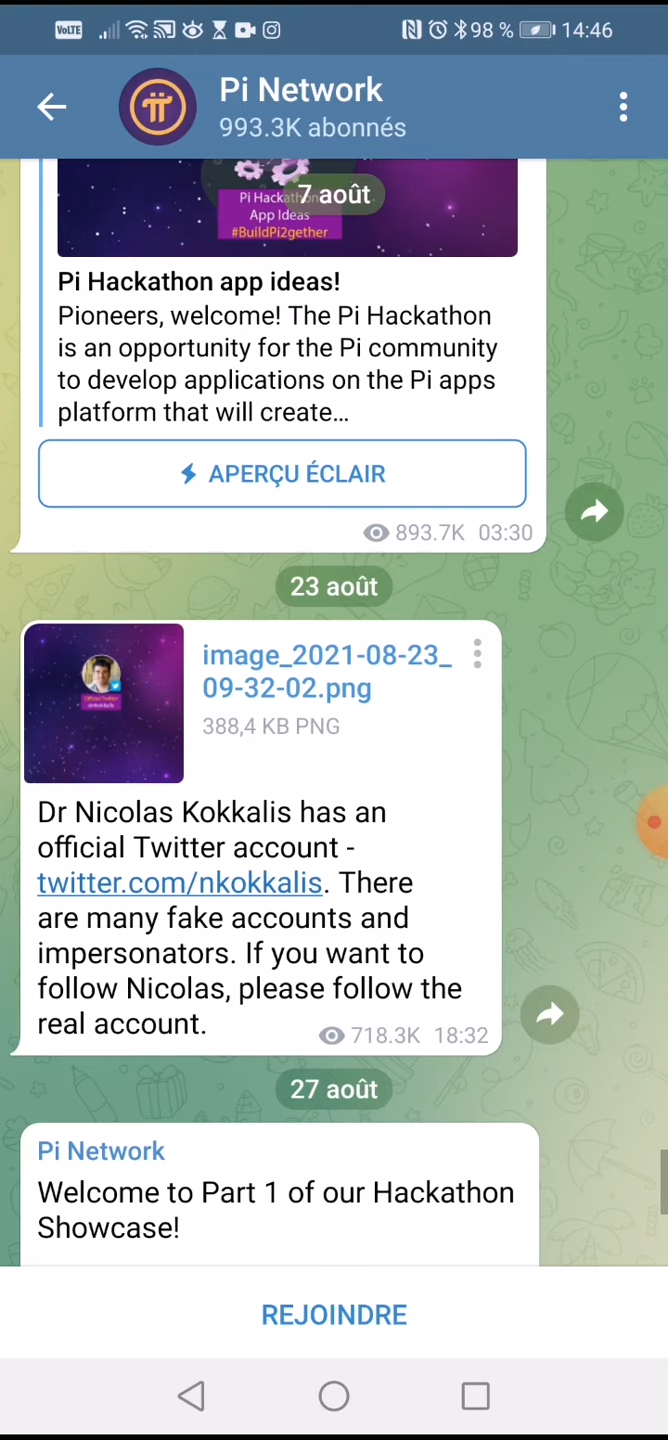 VoLTE 98 % 14:46
Pi Network
993.3K abonnés
Pi Hackathon
7 août
App Ideas
#BuildPi2gether
Pi Hackathon app ideas!
Pioneers, welcome! The Pi Hackathon
is an opportunity for the Pi community
to develop applications on the Pi apps
platform that will create...
APERÇU ÉCLAIR
893.7K 03:30
23 août
image_2021-08-23_
09-32-02.png
388,4 KB PNG
Dr Nicolas Kokkalis has an
official Twitter account -
twitter.com/nkokkalis. There
are many fake accounts and
impersonators. If you want to
follow Nicolas, please follow the
real account.
718.3K 18:32
27 août
Pi Network
Welcome to Part 1 of our Hackathon
Showcase!
REJOINDRE